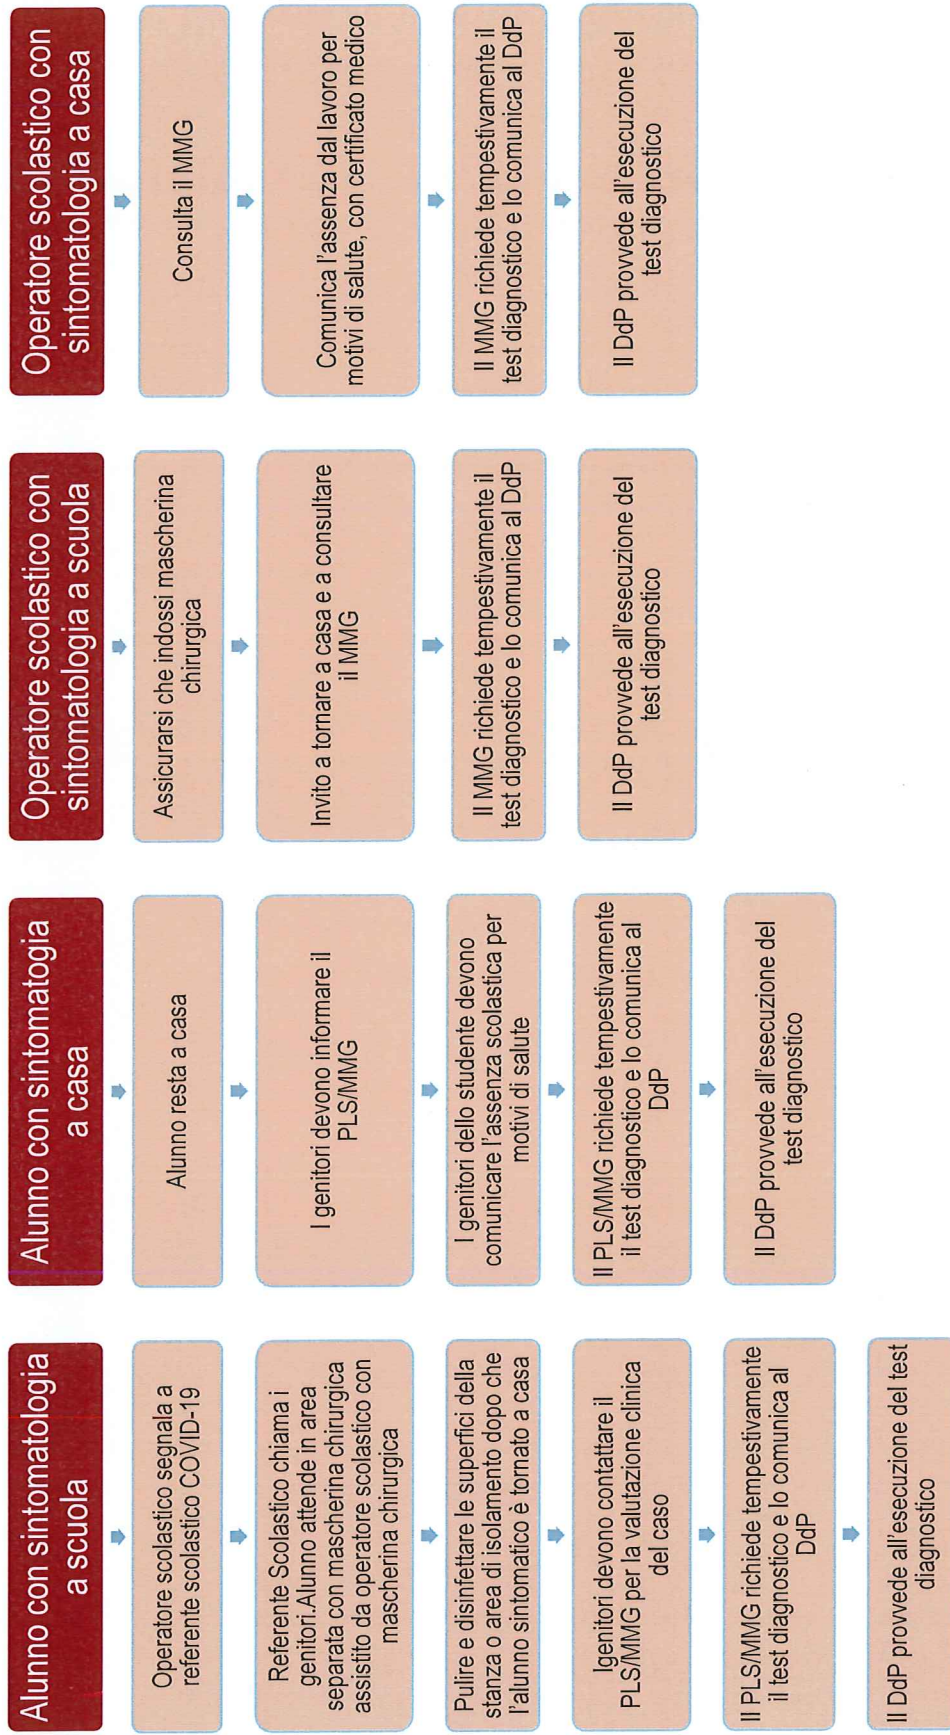 Alunno con sintomatologia
a scuola
Operatore scolastico segnala a
referente scolastico COVID-19
Referente Scolastico chiama i
genitori.Alunno attende in area
separata con mascherina chirurgica
assistito da operatore scolastico con
mascherina chirurgica
Pulire e disinfettare le superfici della
stanza o area di isolamento dopo che
l'alunno sintomatico è tornato a casa
Igenitori devono contattare il
PLS/MMG per la valutazione clinica
del caso
Il PLS/MMG richiede tempestivamente
il test diagnostico e lo comunica al
DdP
Il DdP provvede all'esecuzione del test
diagnostico
Alunno con sintomatogia
a casa
Alunno resta a casa
I genitori devono informare il
PLS/MMG
I genitori dello studente devono
comunicare l'assenza scolastica per
motivi di salute
Il PLS/MMG richiede tempestivamente
il test diagnostico e lo comunica al
DdP
Il DdP provvede all'esecuzione del
test diagnostico
Operatore scolastico con
sintomatologia a scuola
Assicurarsi che indossi mascherina
chirurgica
Invito a tornare a casa e a consultare
il MMG
Il MMG richiede tempestivamente il
test diagnostico e lo comunica al DdP
Il DdP provvede all'esecuzione del
test diagnostico
Operatore scolastico con
sintomatologia a casa
Consulta il MMG
Comunica l'assenza dal lavoro per
motivi di salute, con certificato medico
Il MMG richiede tempestivamente il
test diagnostico e lo comunica al DdP
Il DdP provvede all'esecuzione del
test diagnostico